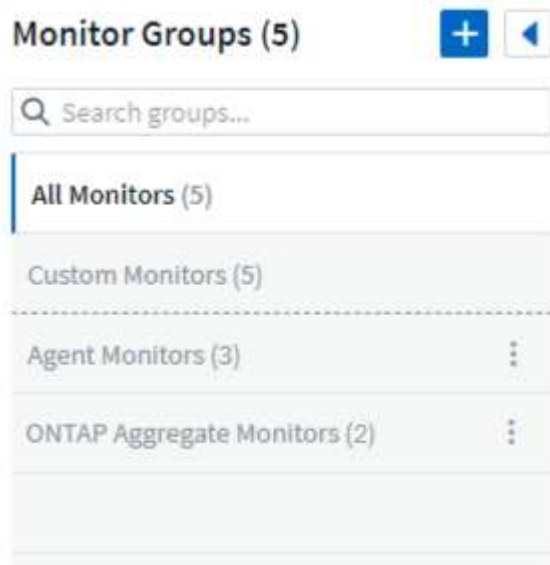 Monitor Groups (5)
Search groups...
All Monitors (5)
Custom Monitors (5)
Agent Monitors (3)
ONTAP Aggregate Monitors (2)